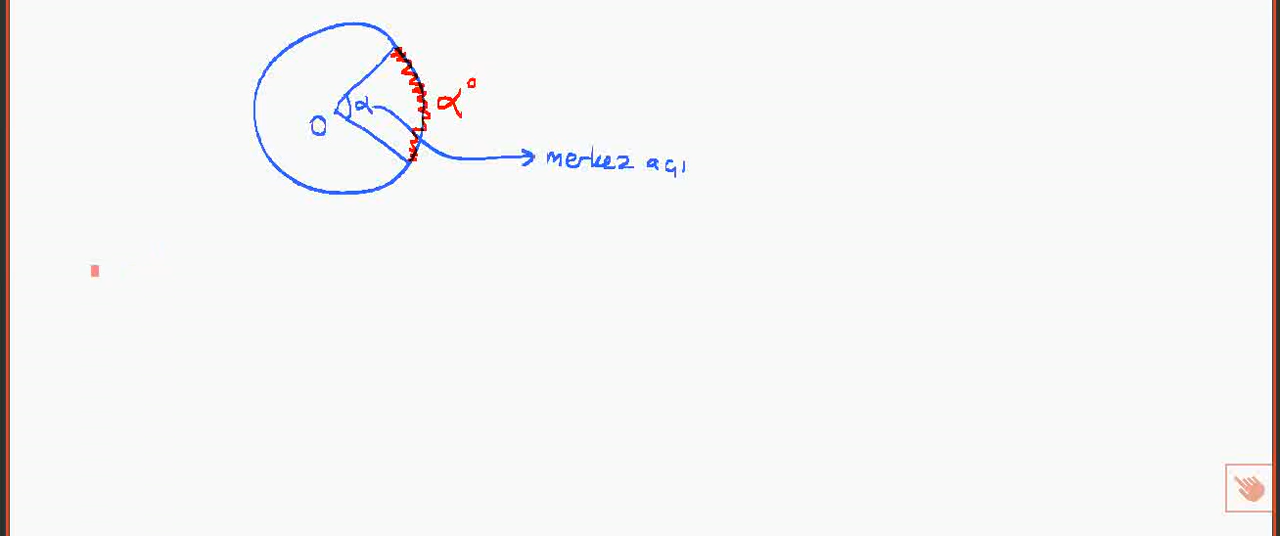 α°
α
O
merkez açı